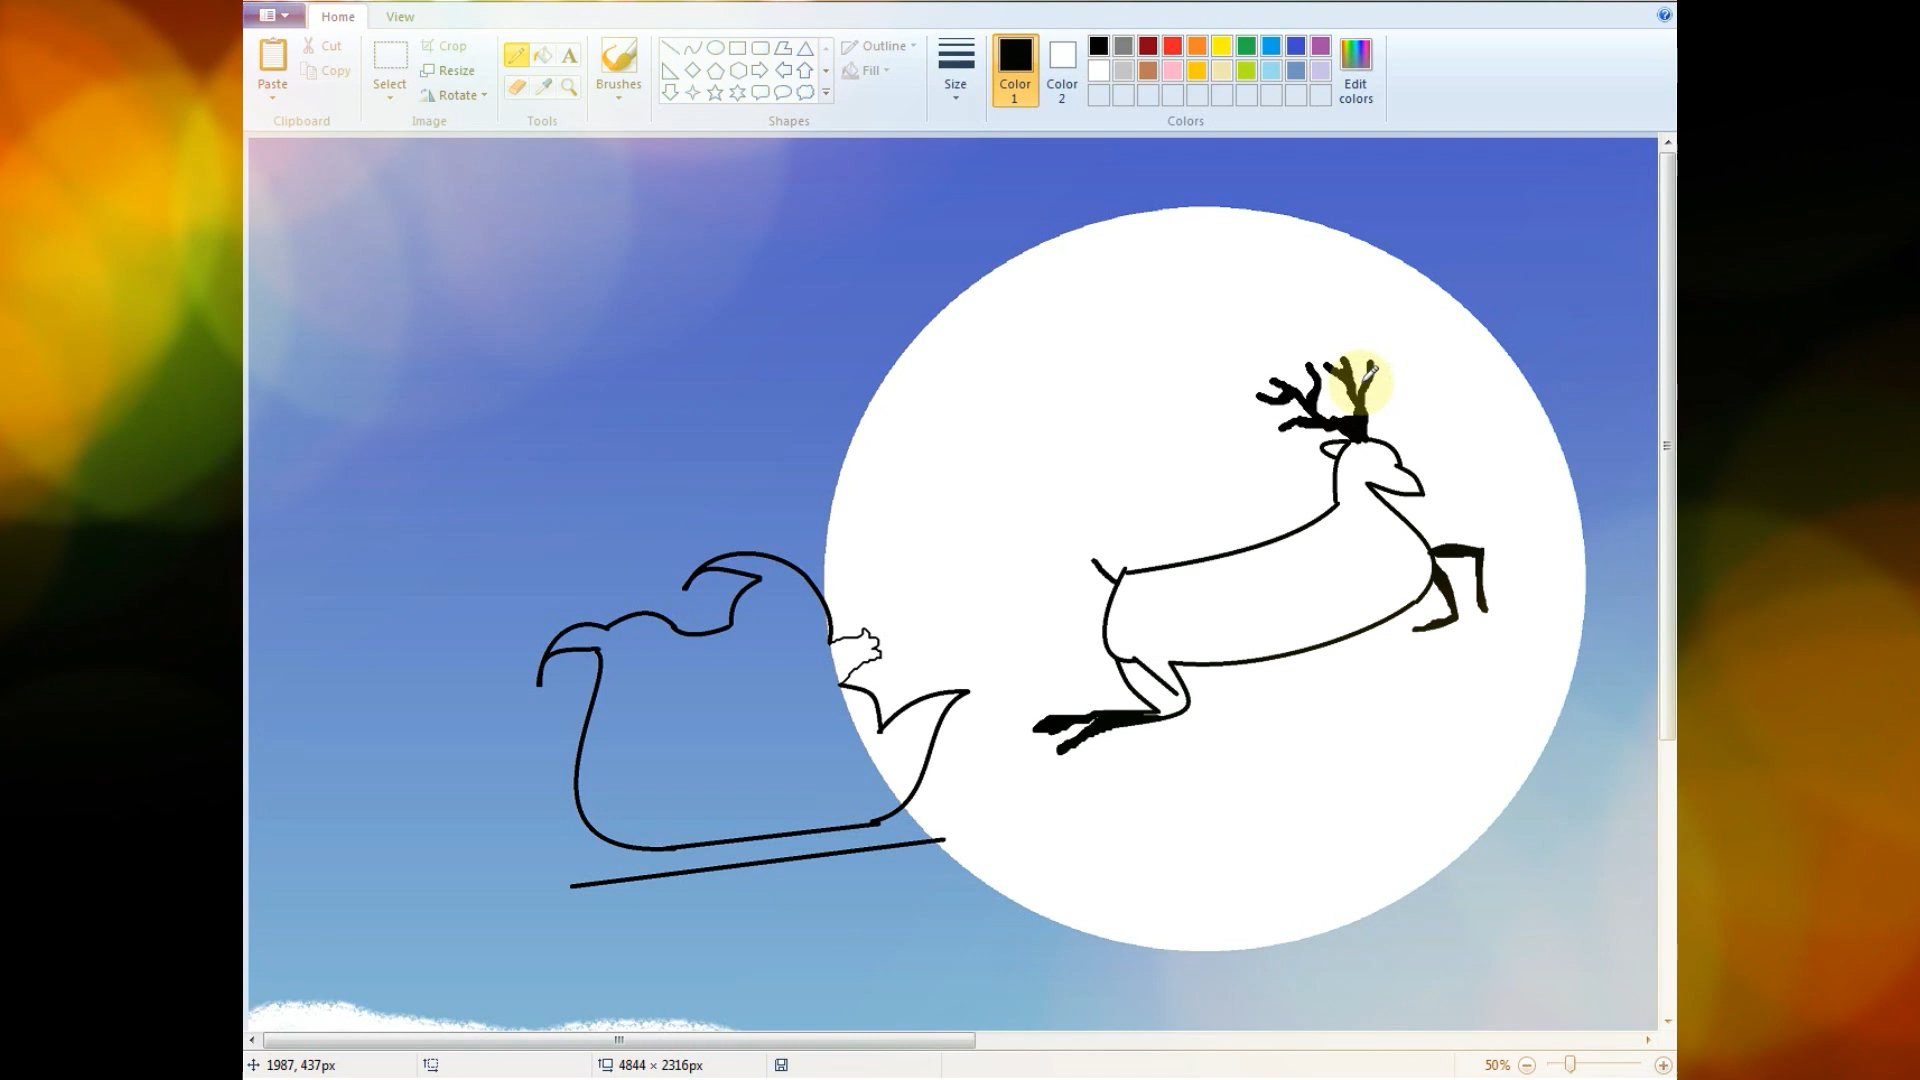 Home View
Paste
Cut
Copy
Clipboard
Select
Crop
Resize
Rotate
Image
Tools
Brushes
Shapes
Outline
Fill
Size
Color
1
Color
2
Edit
colors
Colors
1987, 437px
4844 × 2316px
50%